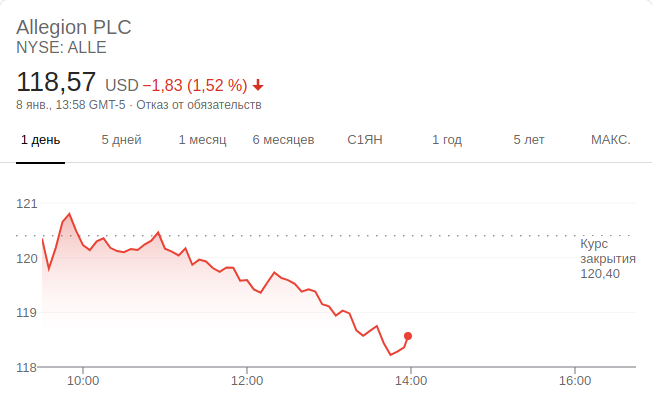 Allegion PLC
NYSE: ALLE
118,57 USD −1,83 (1,52 %)
8 янв., 13:58 GMT-5 · Отказ от обязательств
1 день 5 дней 1 месяц 6 месяцев С1ЯН 1 год 5 лет МАКС.
121
120
119
118
Курс
закрытия
120,40
10:00 12:00 14:00 16:00